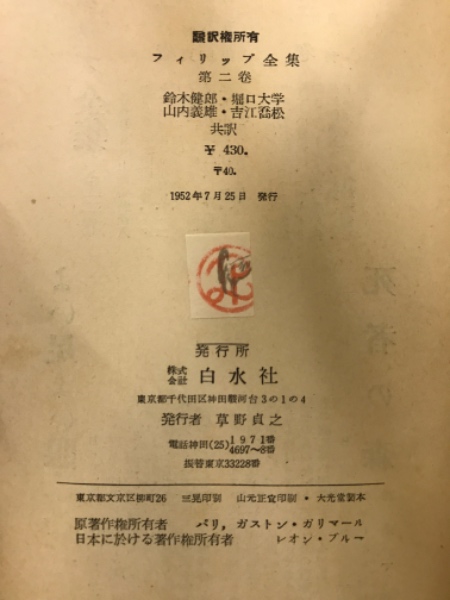 翻訳権所有
フィリップ全集
第二巻
鈴木健郎・堀口大学
山内義雄・吉江喬松
共訳
¥ 430.
〒40.
1952年7月25日 発行
発行所
株式会社 白水社
東京都千代田区神田駿河台3の1の4
発行者 草野貞之
電話神田(25) 1971番
4697~8番
振替東京33228番
東京都文京区柳町26 三晃印刷 山元正宜印刷・大光堂製本
原著作権所有者 パリ,ガストン・ガリマール
日本に於ける著作権所有者 レオン・プルー